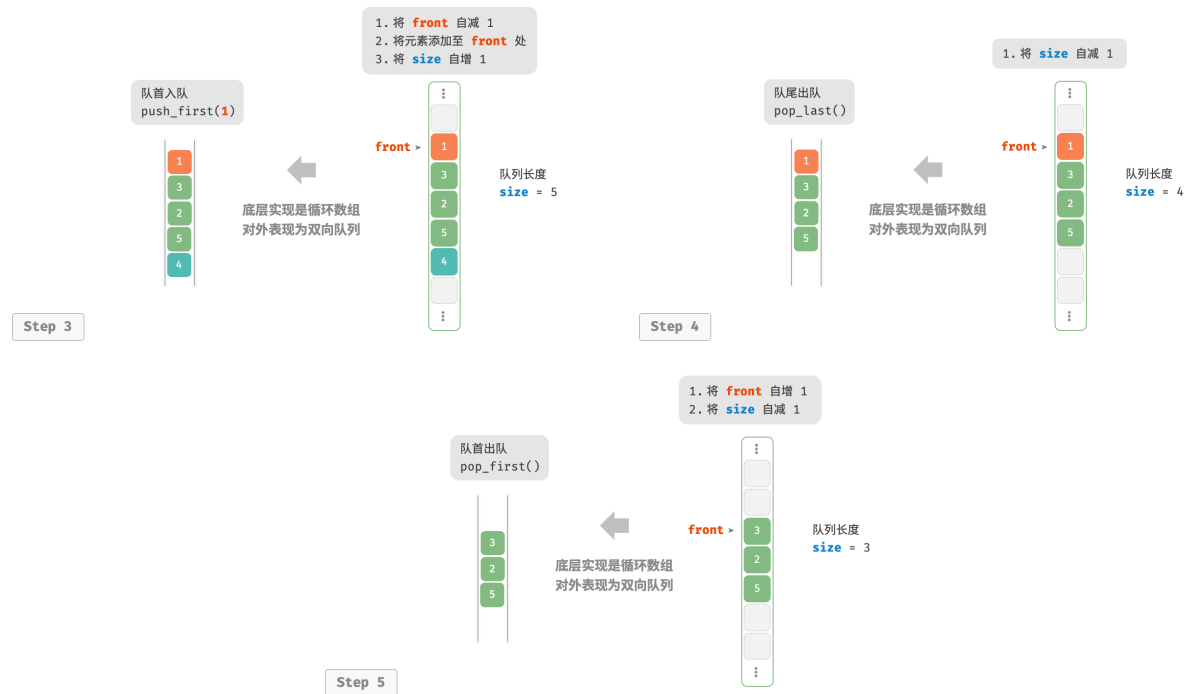 1. 将 front 自减 1
2. 将元素添加至 front 处
3. 将 size 自增 1
队首入队
push_first(1)
front
1
3
2
5
4
1
3
2
5
4
底层实现是循环数组
对外表现为双向队列
队列长度
size = 5
Step 3
1. 将 size 自减 1
队尾出队
pop_last()
front
1
3
2
5
1
3
2
5
底层实现是循环数组
对外表现为双向队列
队列长度
size = 4
Step 4
1. 将 front 自增 1
2. 将 size 自减 1
队首出队
pop_first()
front
3
2
5
3
2
5
底层实现是循环数组
对外表现为双向队列
队列长度
size = 3
Step 5